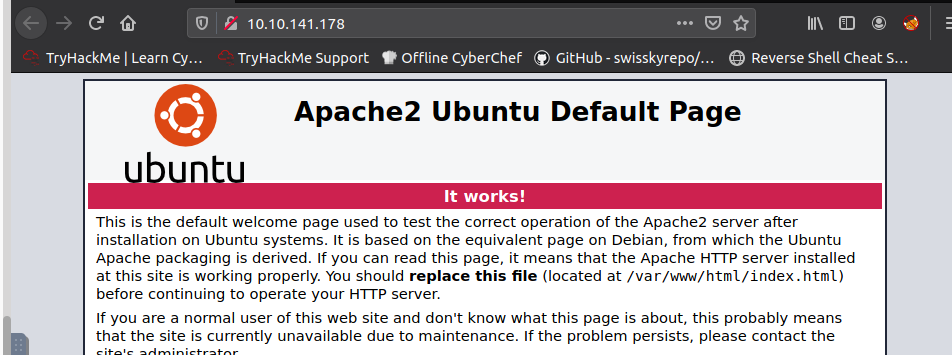 10.10.141.178
TryHackMe | Learn Cy… TryHackMe Support Offline CyberChef GitHub - swisskyrepo/… Reverse Shell Cheat S…
Apache2 Ubuntu Default Page
ubuntu
It works!
This is the default welcome page used to test the correct operation of the Apache2 server after
installation on Ubuntu systems. It is based on the equivalent page on Debian, from which the Ubuntu
Apache packaging is derived. If you can read this page, it means that the Apache HTTP server installed
at this site is working properly. You should replace this file (located at /var/www/html/index.html)
before continuing to operate your HTTP server.
If you are a normal user of this web site and don't know what this page is about, this probably means
that the site is currently unavailable due to maintenance. If the problem persists, please contact the
site's administrator.